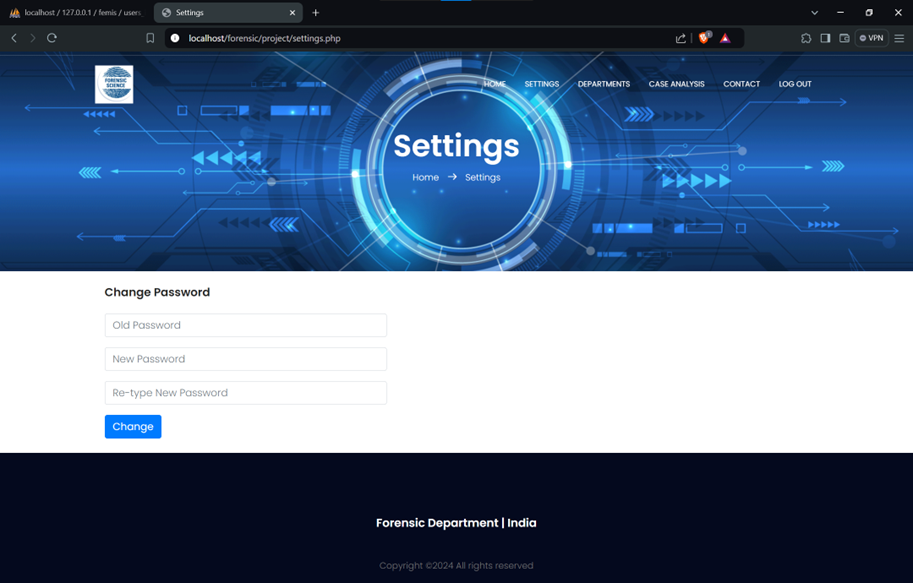 localhost / 127.0.0.1 / femis / users
Settings
localhost/forensic/project/settings.php
VPN
FORENSIC
SCIENCE
HOME SETTINGS DEPARTMENTS CASE ANALYSIS CONTACT LOG OUT
Settings
Home → Settings
Change Password
Old Password
New Password
Re-type New Password
Change
Forensic Department | India
Copyright ©2024 All rights reserved